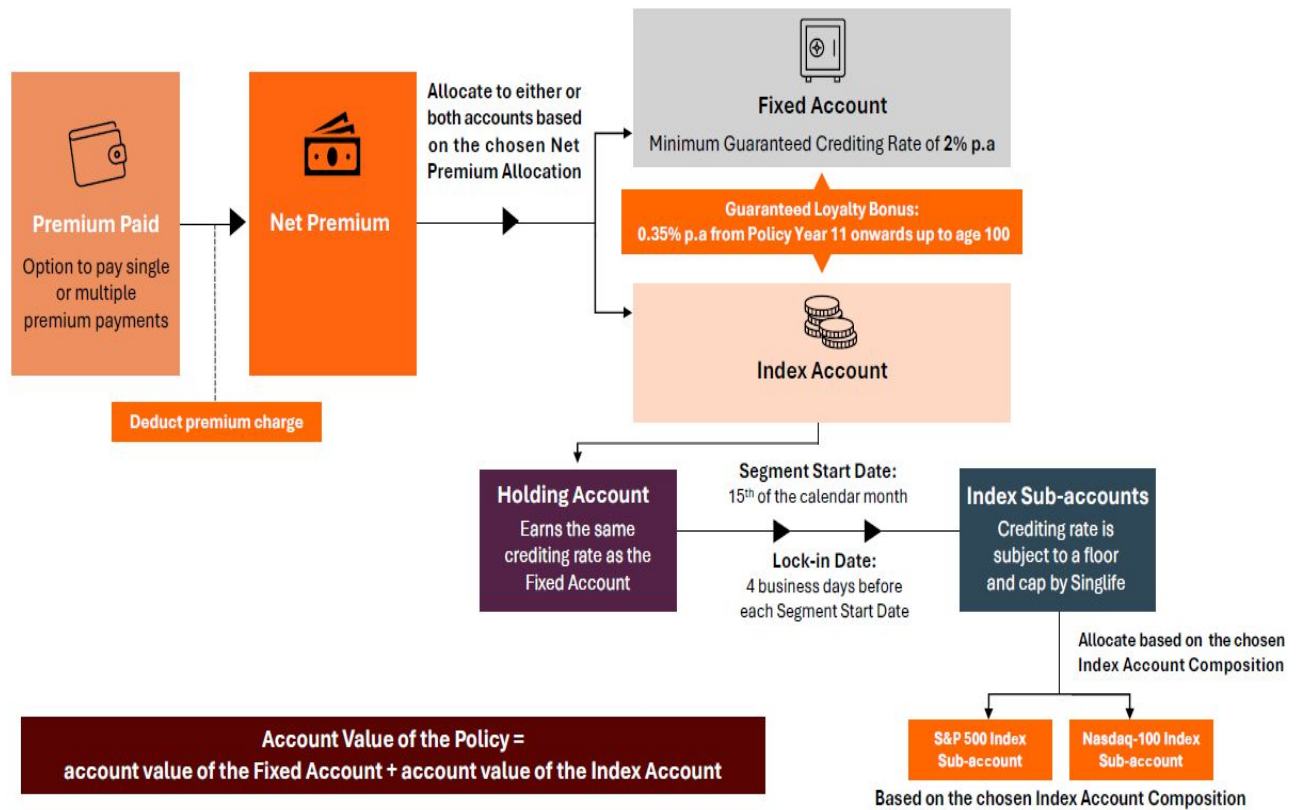 Premium Paid
Option to pay single
or multiple
premium payments
Deduct premium charge
Net Premium
Allocate to either or
both accounts based
on the chosen Net
Premium Allocation
Fixed Account
Minimum Guaranteed Crediting Rate of 2% p.a
Guaranteed Loyalty Bonus:
0.35% p.a from Policy Year 11 onwards up to age 100
Index Account
Holding Account
Earns the same
crediting rate as the
Fixed Account
Segment Start Date:
15th of the calendar month
Lock-in Date:
4 business days before
each Segment Start Date
Index Sub-accounts
Crediting rate is
subject to a floor
and cap by Singlife
Allocate based on the chosen
Index Account Composition
S&P 500 Index
Sub-account
Nasdaq-100 Index
Sub-account
Based on the chosen Index Account Composition
Account Value of the Policy =
account value of the Fixed Account + account value of the Index Account